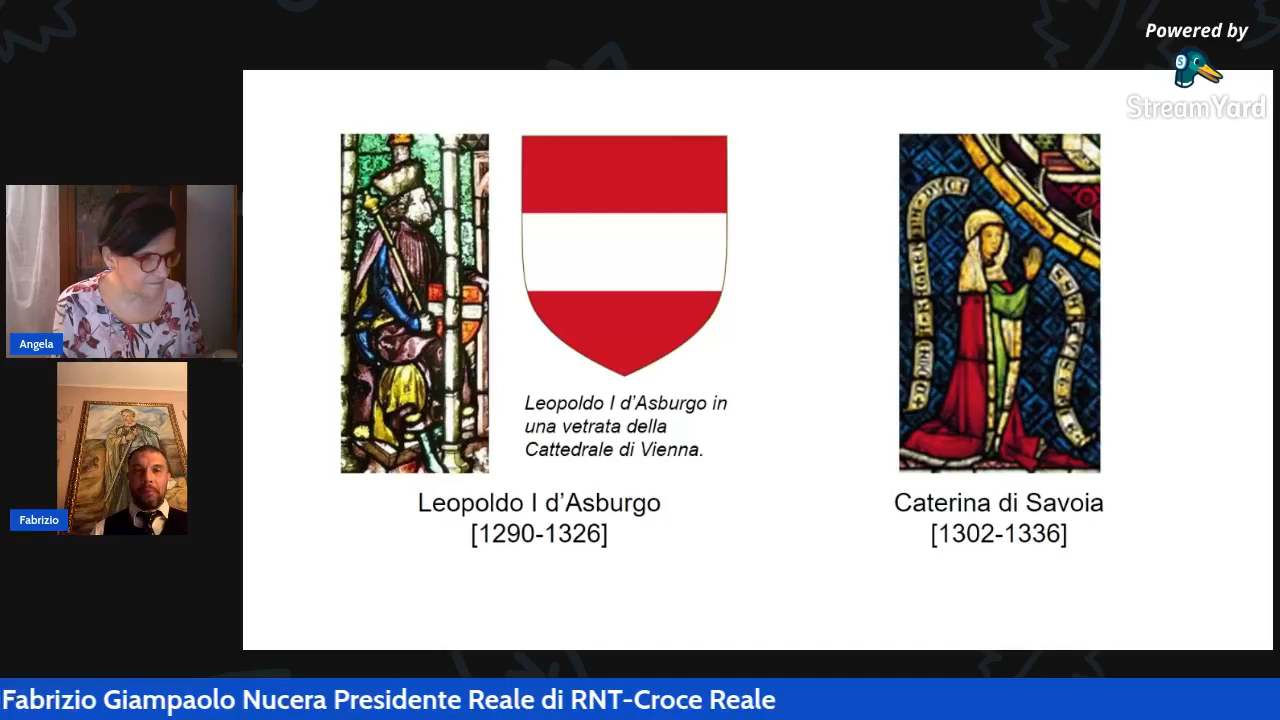 Powered by
StreamYard
Angela
Fabrizio
Leopoldo I d'Asburgo in
una vetrata della
Cattedrale di Vienna.
Leopoldo I d'Asburgo
[1290-1326]
Caterina di Savoia
[1302-1336]
Fabrizio Giampaolo Nucera Presidente Reale di RNT-Croce Reale